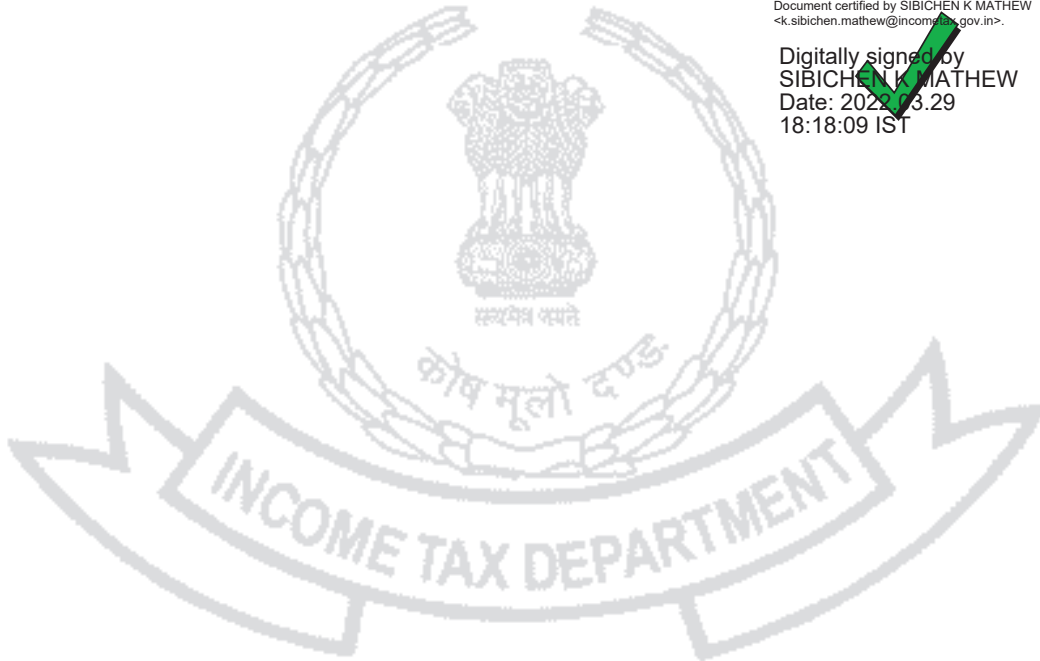 Document certified by SIBICHEN K MATHEW
<k.sibichen.mathew@incometax.gov.in>.
Digitally signed by
SIBICHEN K MATHEW
Date: 2022.03.29
18:18:09 IST
सत्यमेव जयते
कोष मूलो दण्ड
INCOME TAX DEPARTMENT